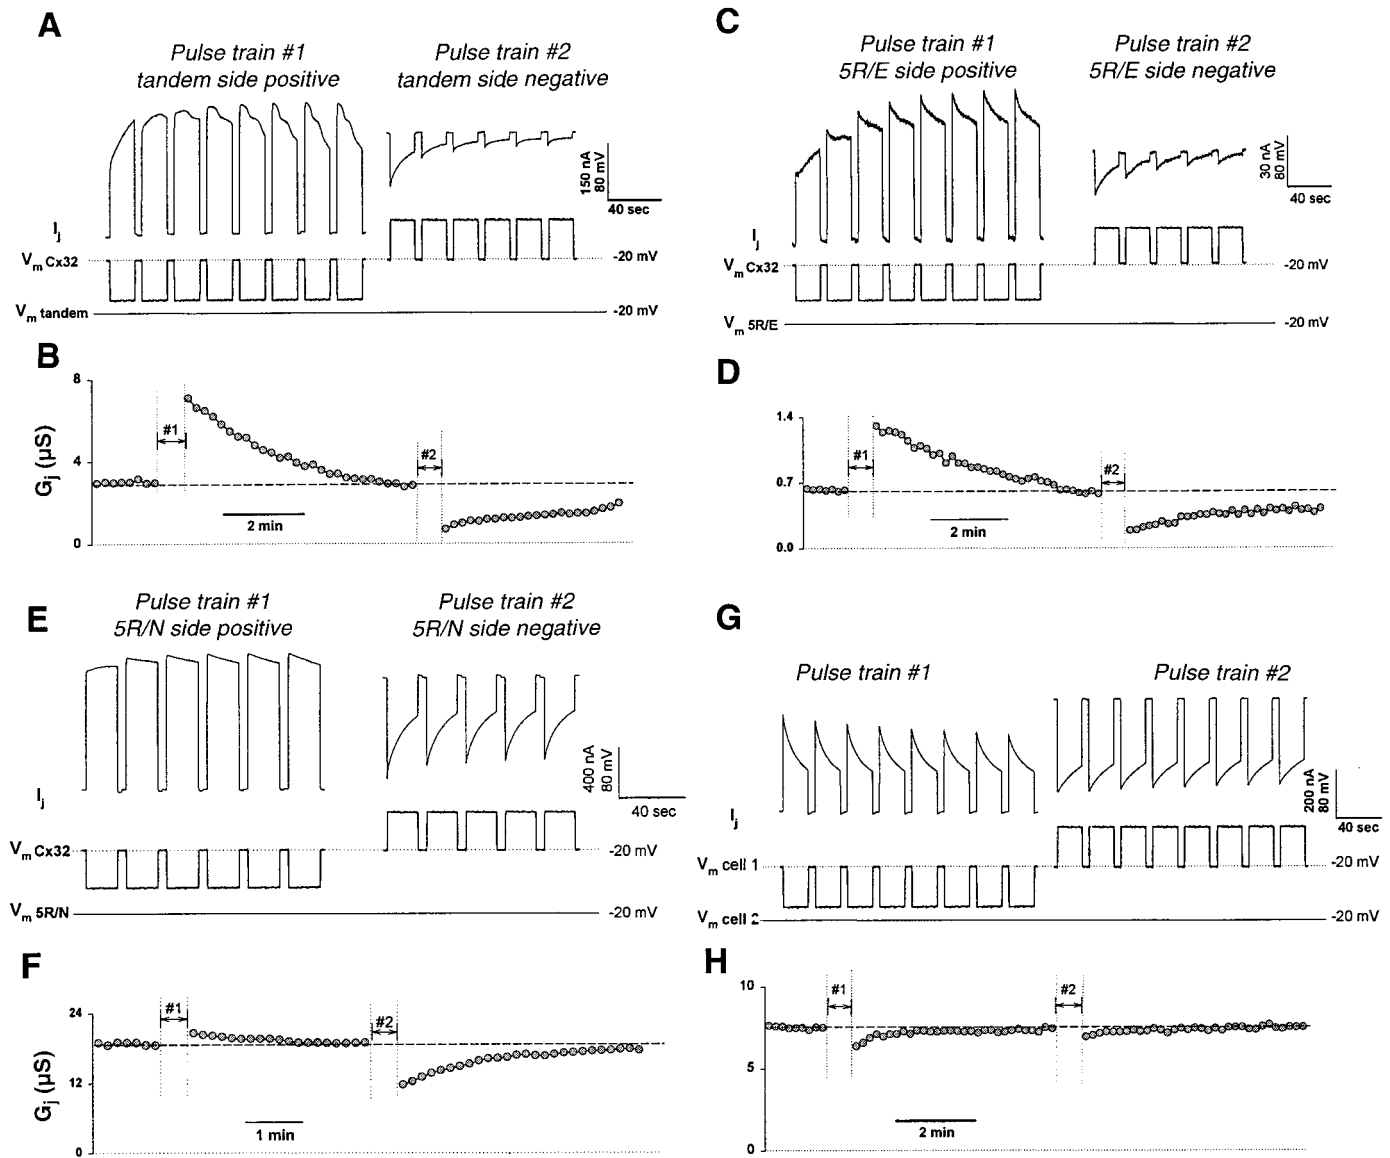 A
Pulse train #1
tandem side positive
Pulse train #2
tandem side negative
150 nA
80 mV
40 sec
Ij
Vm Cx32
-20 mV
Vm tandem
-20 mV
B
8
4
0
Gj (µS)
#1
#2
2 min
C
Pulse train #1
5R/E side positive
Pulse train #2
5R/E side negative
30 nA
80 mV
40 sec
Ij
Vm Cx32
-20 mV
Vm 5R/E
-20 mV
D
1.4
0.7
0.0
#1
#2
2 min
E
Pulse train #1
5R/N side positive
Pulse train #2
5R/N side negative
400 nA
80 mV
40 sec
Ij
Vm Cx32
-20 mV
Vm 5R/N
-20 mV
F
24
12
0
Gj (µS)
#1
#2
1 min
G
Pulse train #1
Pulse train #2
200 nA
80 mV
40 sec
Ij
Vm cell 1
-20 mV
Vm cell 2
-20 mV
H
10
5
0
#1
#2
2 min